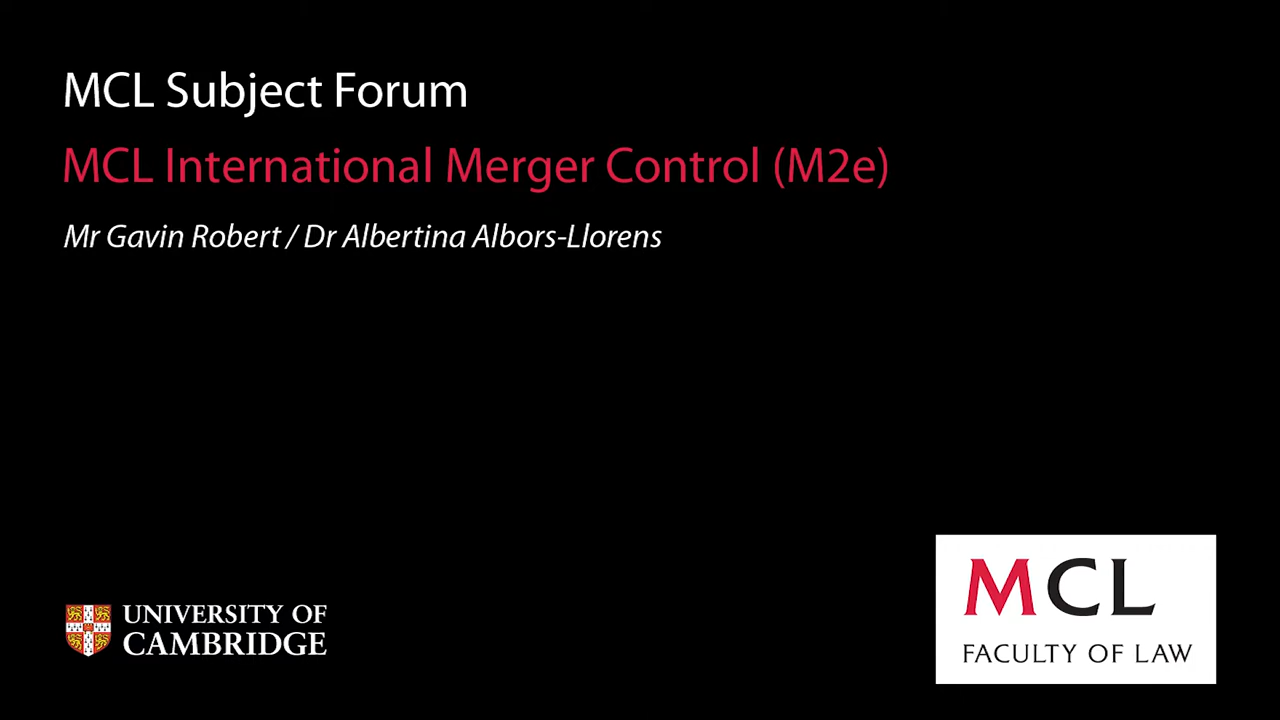 MCL Subject Forum
MCL International Merger Control (M2e)
Mr Gavin Robert / Dr Albertina Albors-Llorens
UNIVERSITY OF
CAMBRIDGE
MCL
FACULTY OF LAW